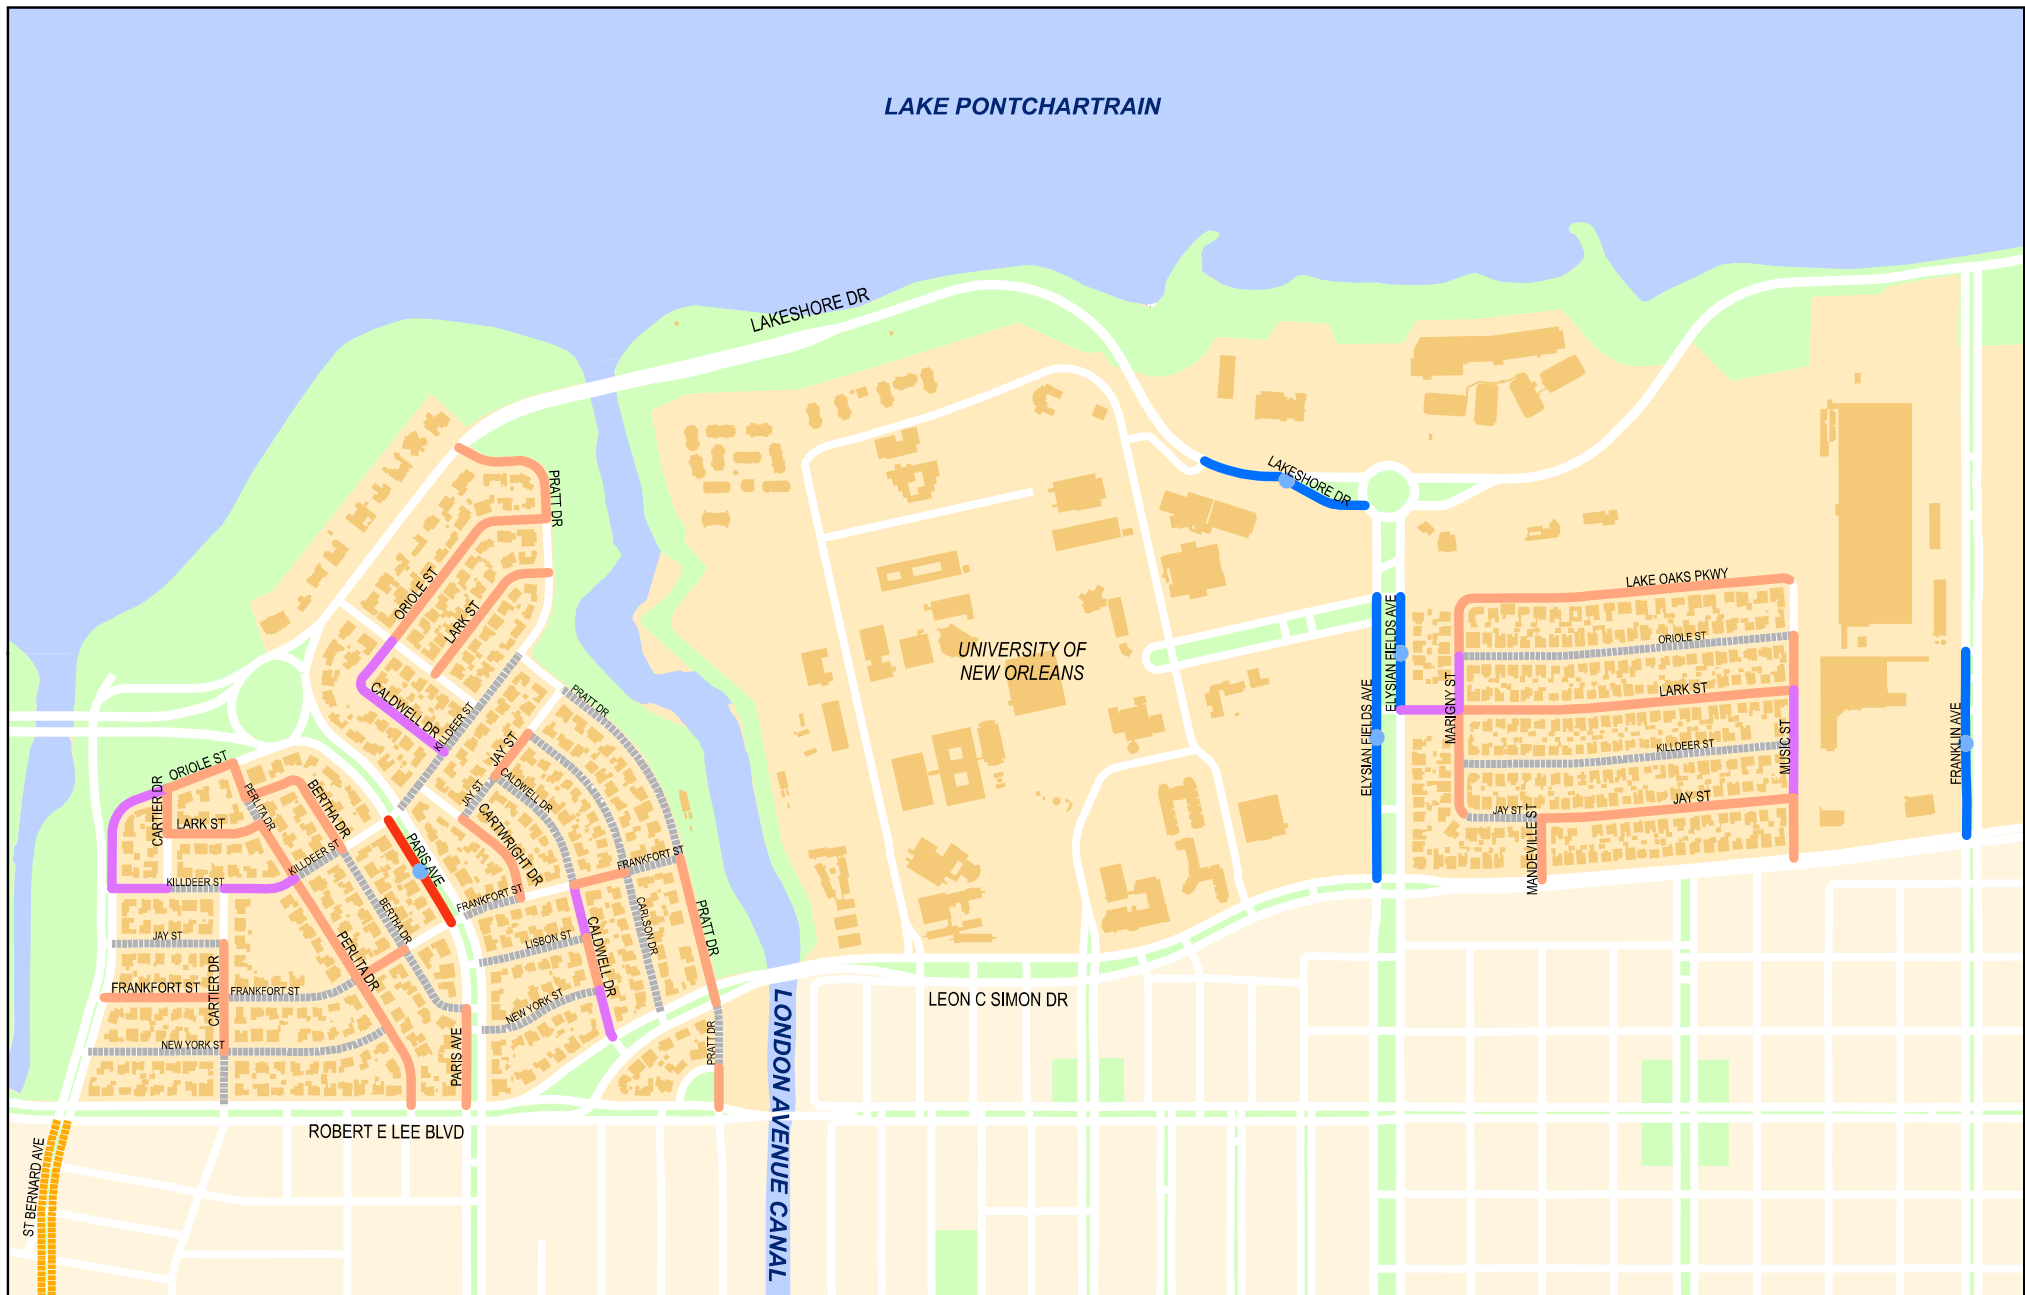 LAKE PONTCHARTRAIN
LAKESHORE DR
PRATT DR
LAKESHORE DR
ORIOLE ST
LARK ST
LAKE OAKS PKWY
ELYSIAN FIELDS AVE
ORIOLE ST
UNIVERSITY OF
NEW ORLEANS
CALDWELL DR
KILLDEER ST
PRATT DR
MARIGNY ST
LARK ST
ELYSIAN FIELDS AVE
KILLDEER ST
MUSIC ST
FRANKLIN AVE
JAY ST
ORIOLE ST
CARTIER DR
PERLITA DR
BERTHA DR
JAY ST
CALDWELL DR
JAY ST
JAY ST
MANDEVILLE ST
LARK ST
CARTWRIGHT DR
KILLDEER ST
PARIS AVE
FRANKFORT ST
KILLDEER ST
FRANKFORT ST
BERTHA DR
CARLSON DR
PRATT DR
JAY ST
LISBON ST
CALDWELL DR
PERLITA DR
FRANKFORT ST
CARTIER DR
FRANKFORT ST
NEW YORK ST
LEON C SIMON DR
NEW YORK ST
PARIS AVE
PRATT DR
LONDON AVENUE CANAL
ROBERT E LEE BLVD
ST BERNARD AVE